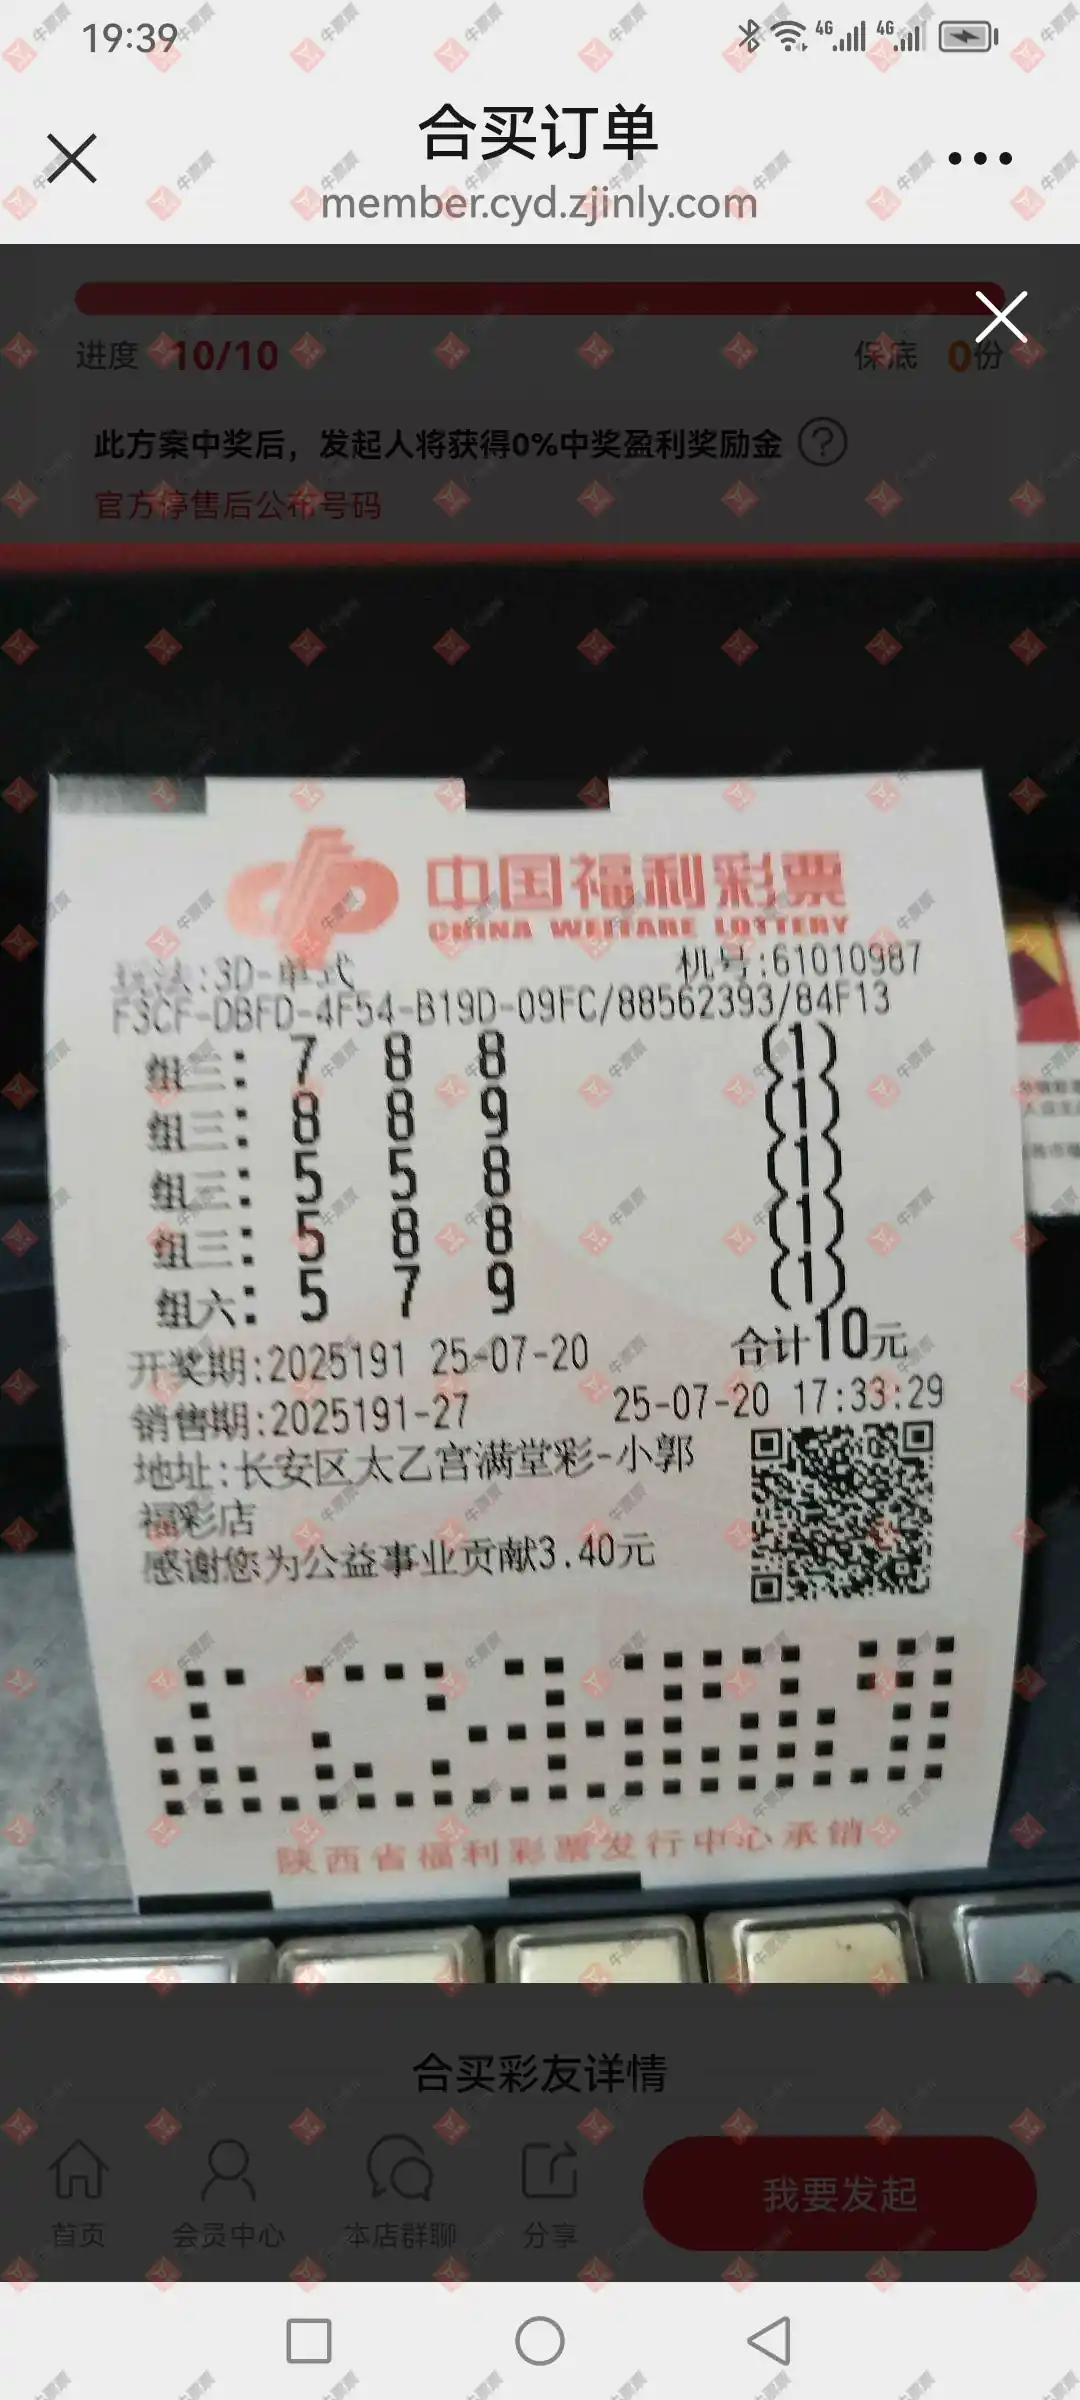 19:39
4G 4G
合买订单
member.cyd.zjinly.com
进度 10/10 保底 0份
此方案中奖后，发起人将获得0%中奖盈利奖励金 ?
官方停售后公布号码
中国福利彩票
CHINA WELFARE LOTTERY
玩法:3D-单式 机号:61010987
F3CF-DBFD-4F54-B19D-09FC/88562393/84F13
组三: 7 8 8 (1)
组三: 8 8 9 (1)
组三: 5 5 8 (1)
组三: 5 8 8 (1)
组六: 5 7 9 (1)
合计10元
开奖期:2025191 25-07-20
销售期:2025191-27 25-07-20 17:33:29
地址:长安区太乙宫满堂彩-小郭
福彩店
感谢您为公益事业贡献3.40元
陕西省福利彩票发行中心承销
合买彩友详情
首页 会员中心 本店群聊 分享 我要发起
牛票票